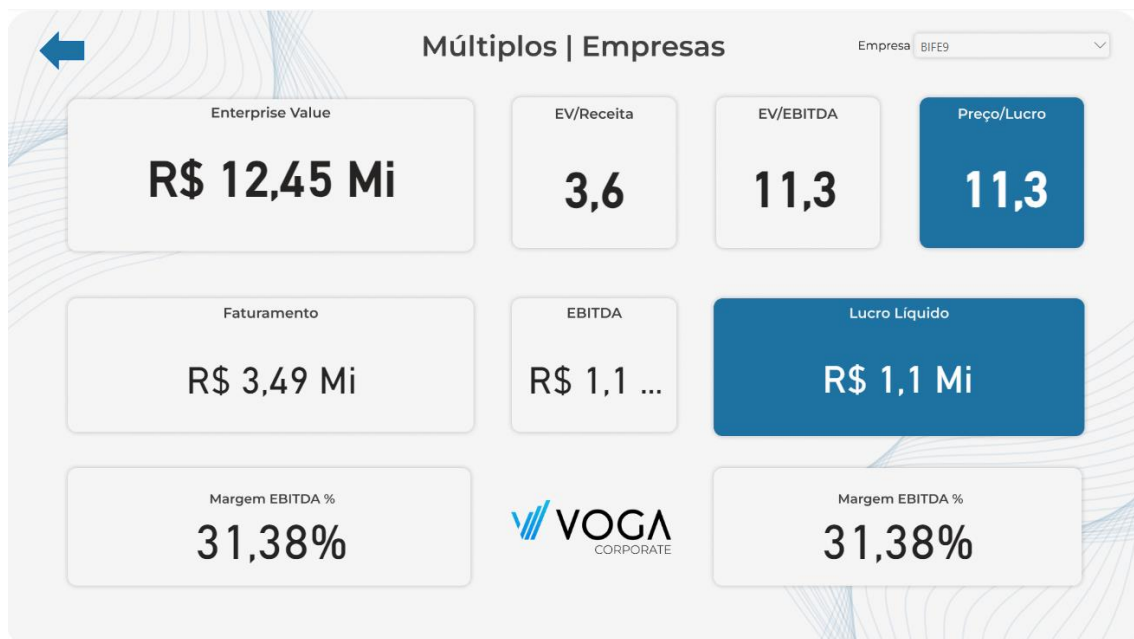 Múltiplos | Empresas
Empresa BIFE9
Enterprise Value
R$ 12,45 Mi
EV/Receita
3,6
EV/EBITDA
11,3
Preço/Lucro
11,3
Faturamento
R$ 3,49 Mi
EBITDA
R$ 1,1 ...
Lucro Líquido
R$ 1,1 Mi
Margem EBITDA %
31,38%
VOGA
CORPORATE
Margem EBITDA %
31,38%